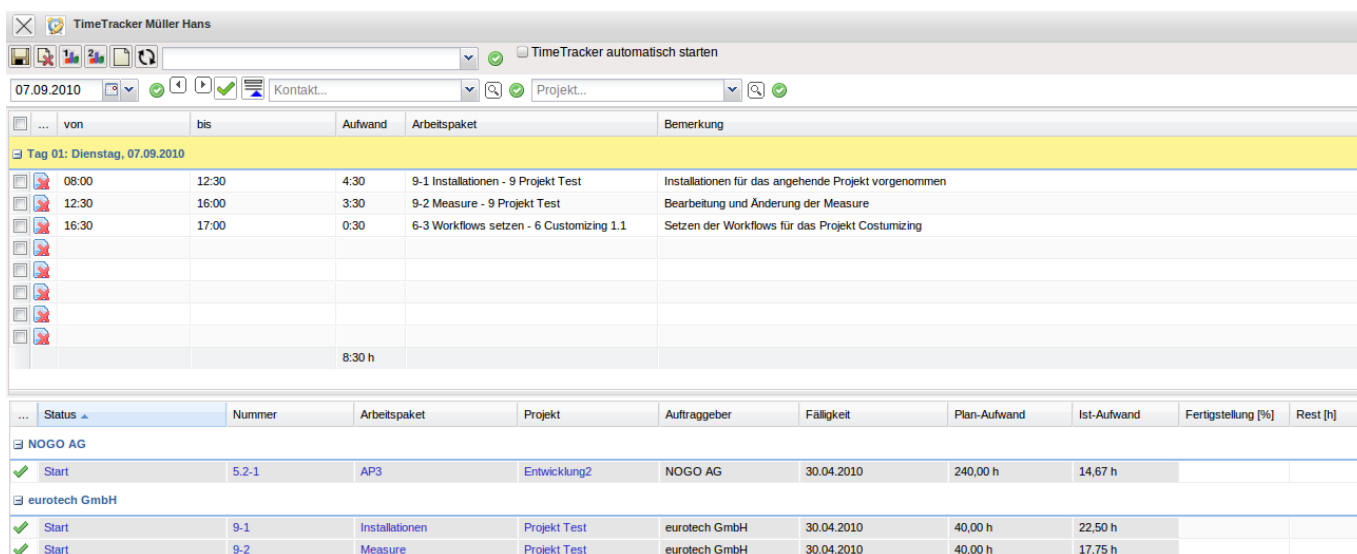 TimeTracker Müller Hans
TimeTracker automatisch starten
07.09.2010 Kontakt... Projekt...
... von bis Aufwand Arbeitspaket Bemerkung
Tag 01: Dienstag, 07.09.2010
08:00 12:30 4:30 9-1 Installationen - 9 Projekt Test Installationen für das angehende Projekt vorgenommen
12:30 16:00 3:30 9-2 Measure - 9 Projekt Test Bearbeitung und Änderung der Measure
16:30 17:00 0:30 6-3 Workflows setzen - 6 Customizing 1.1 Setzen der Workflows für das Projekt Costumizing
8:30 h
... Status Nummer Arbeitspaket Projekt Auftraggeber Fälligkeit Plan-Aufwand Ist-Aufwand Fertigstellung [%] Rest [h]
NOGO AG
Start 5.2-1 AP3 Entwicklung2 NOGO AG 30.04.2010 240,00 h 14,67 h
eurotech GmbH
Start 9-1 Installationen Projekt Test eurotech GmbH 30.04.2010 40,00 h 22,50 h
Start 9-2 Measure Projekt Test eurotech GmbH 30.04.2010 40,00 h 17,75 h